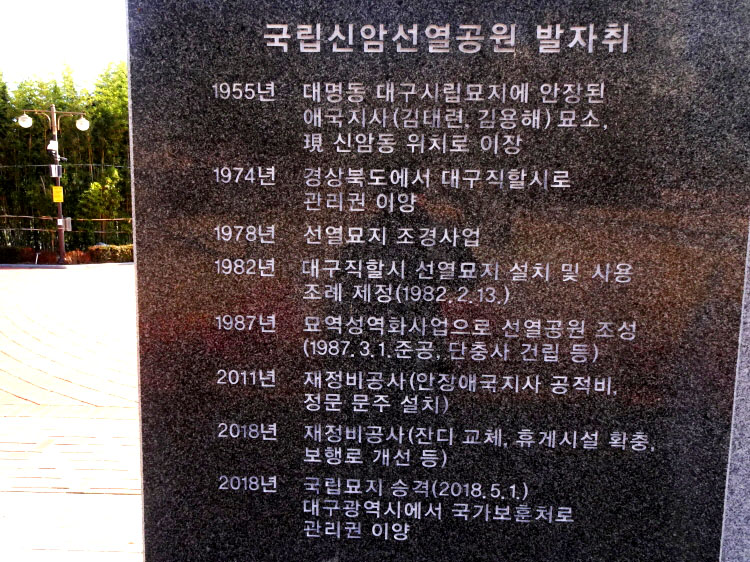 국립신암선열공원 발자취
1955년 대명동 대구시립묘지에 안장된
애국지사(김태련, 김용해) 묘소,
現 신암동 위치로 이장
1974년 경상북도에서 대구직할시로
관리권 이양
1978년 선열묘지 조경사업
1982년 대구직할시 선열묘지 설치 및 사용
조례 제정(1982.2.13.)
1987년 묘역성역화사업으로 선열공원 조성
(1987.3.1.준공, 단충사 건립 등)
2011년 재정비공사(안장애국지사 공적비,
정문 문주 설치)
2018년 재정비공사(잔디 교체, 휴게시설 확충,
보행로 개선 등)
2018년 국립묘지 승격(2018.5.1.)
대구광역시에서 국가보훈처로
관리권 이양